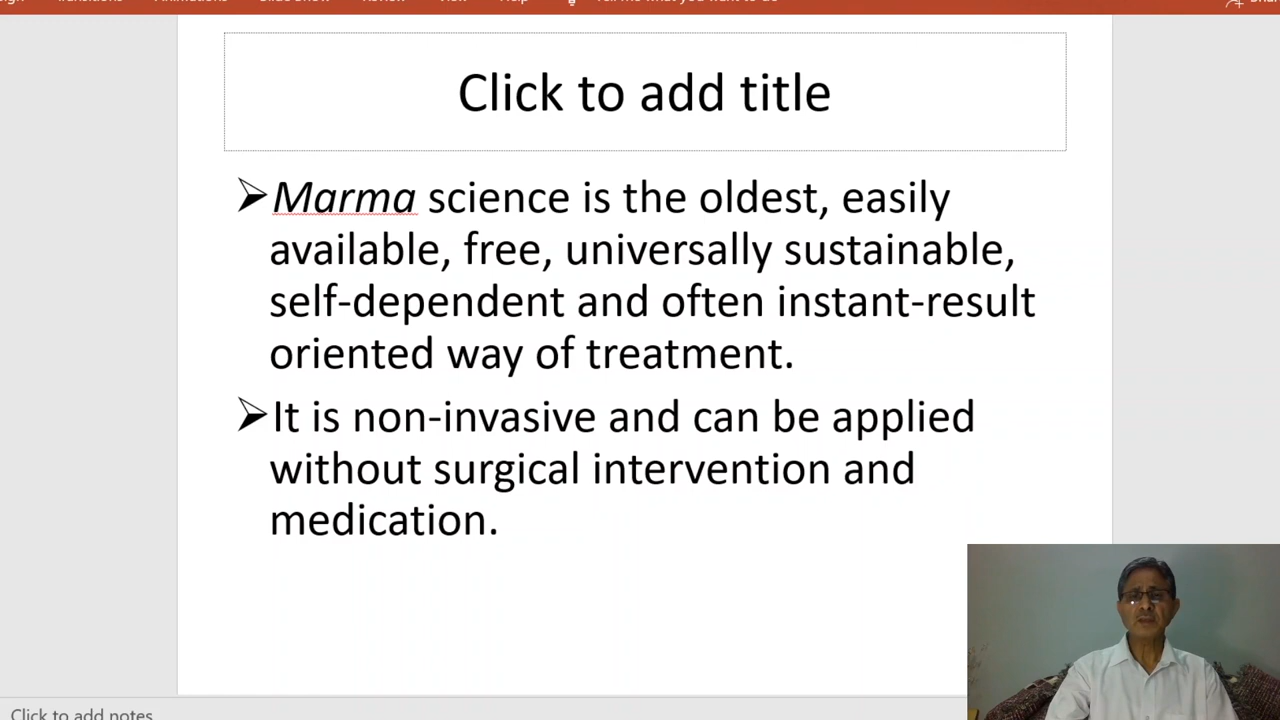 Click to add title
Marma science is the oldest, easily
available, free, universally sustainable,
self-dependent and often instant-result
oriented way of treatment.
It is non-invasive and can be applied
without surgical intervention and
medication.
Click to add notes